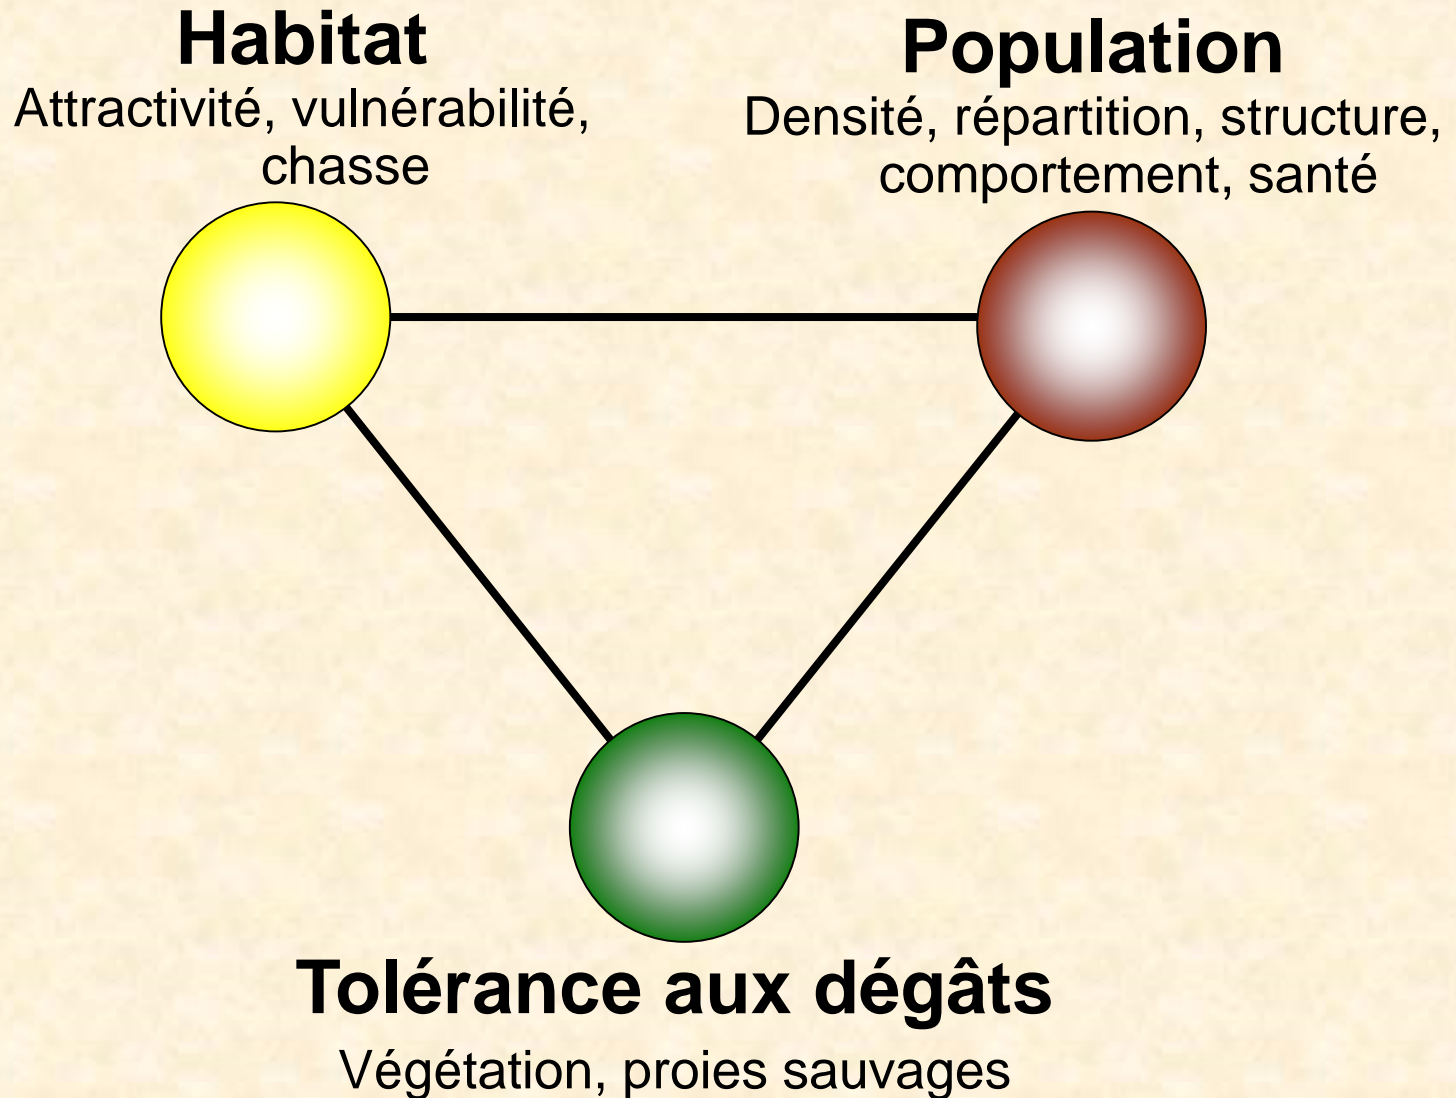 Habitat
Attractivité, vulnérabilité,
chasse
Population
Densité, répartition, structure,
comportement, santé
Tolérance aux dégâts
Végétation, proies sauvages